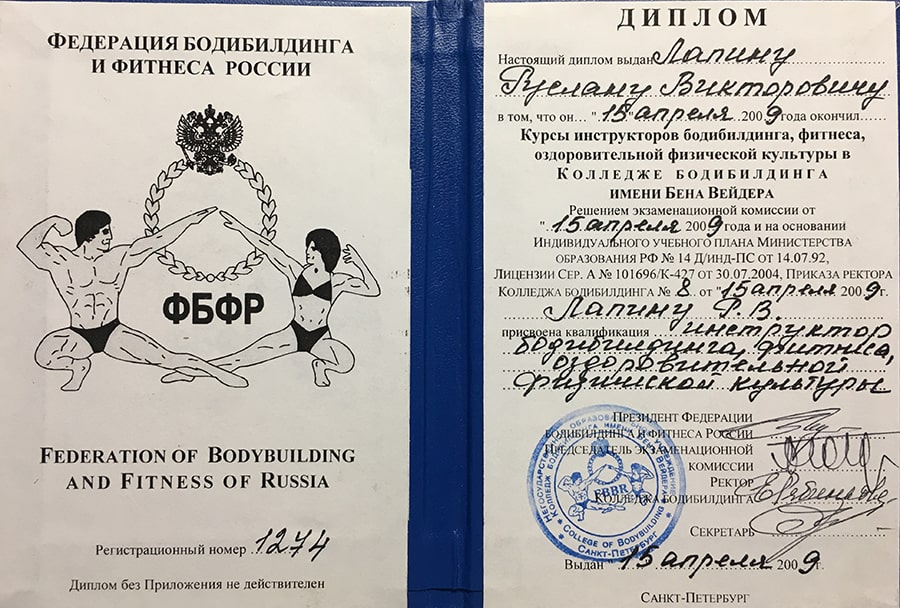 ФЕДЕРАЦИЯ БОДИБИЛДИНГА
И ФИТНЕСА РОССИИ
ФБФР
FEDERATION OF BODYBUILDING
AND FITNESS OF RUSSIA
Регистрационный номер 1274
Диплом без Приложения не действителен
ДИПЛОМ
Настоящий диплом выдан Лапину
Руслану Викторовичу
в том, что он... "15" апреля 2009 года окончил
Курсы инструкторов бодибилдинга, фитнеса,
оздоровительной физической культуры в
КОЛЛЕДЖЕ БОДИБИЛДИНГА
ИМЕНИ БЕНА ВЕЙДЕРА
Решением экзаменационной комиссии от
"15 апреля 2009 года и на основании
ИНДИВИДУАЛЬНОГО УЧЕБНОГО ПЛАНА МИНИСТЕРСТВА
ОБРАЗОВАНИЯ РФ № 14 Д/ИНД-ПС ОТ 14.07.92,
ЛИЦЕНЗИИ СЕР. А № 101696/К-427 ОТ 30.07.2004, ПРИКАЗА РЕКТОРА
КОЛЛЕДЖА БОДИБИЛДИНГА № 8 от "15 апреля 2009г.
Лапину Р.В.
присвоена квалификация инструктор
бодибилдинга, фитнеса,
оздоровительной
физической культуры
ПРЕЗИДЕНТ ФЕДЕРАЦИИ
БОДИБИЛДИНГА И ФИТНЕСА РОССИИ
ПРЕДСЕДАТЕЛЬ ЭКЗАМЕНАЦИОННОЙ
КОМИССИИ
РЕКТОР
КОЛЛЕДЖА БОДИБИЛДИНГА
СЕКРЕТАРЬ
FBBR
COLLEGE OF BODYBUILDING
САНКТ-ПЕТЕРБУРГ
Выдан 15 апреля 2009г.
САНКТ-ПЕТЕРБУРГ